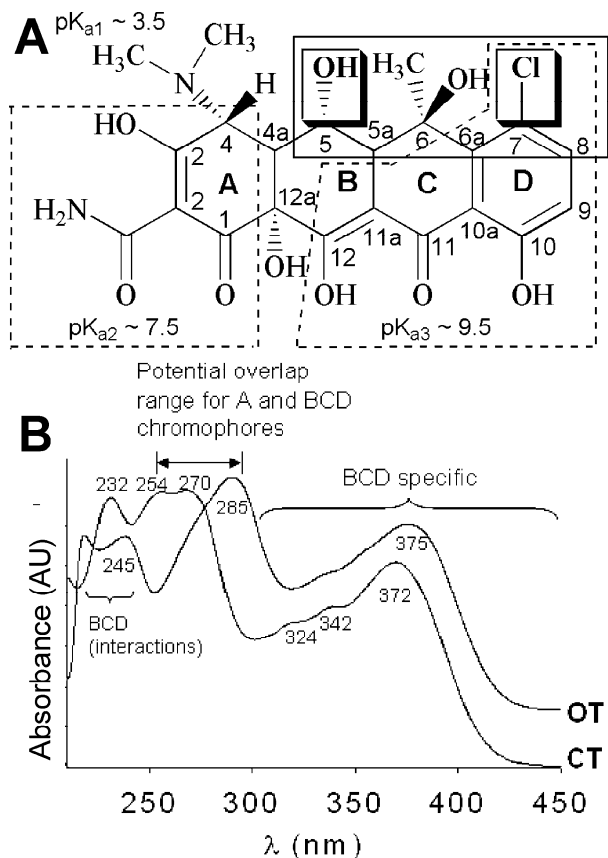 A
pKa1 ~ 3.5
CH3
H3C
N
H
OH
H3C
OH
Cl
HO
4
4a
5
5a
6
6a
7
8
2
A
B
C
D
12a
9
H2N
2
1
11a
10a
12
11
10
OH
O
O
OH
O
OH
pKa2 ~ 7.5
pKa3 ~ 9.5
B
Potential overlap
range for A and BCD
chromophores
BCD specific
232
254
270
285
245
375
372
BCD
(interactions)
324
342
OT
CT
Absorbance (AU)
250
300
350
400
450
λ (nm)